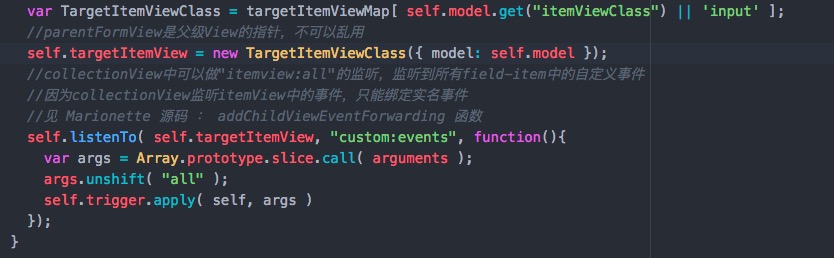 var TargetItemViewClass = targetItemViewMap[ self.model.get("itemViewClass") || 'input' ];
//parentFormView是父级View的指针，不可以乱用
self.targetItemView = new TargetItemViewClass({ model: self.model });
//collectionView中可以做"itemview:all"的监听，监听到所有field-item中的自定义事件
//因为collectionView监听itemView中的事件，只能绑定实名事件
//见 Marionette 源码 ： addChildViewEventForwarding 函数
self.listenTo( self.targetItemView, "custom:events", function(){
var args = Array.prototype.slice.call( arguments );
args.unshift( "all" );
self.trigger.apply( self, args )
});
}